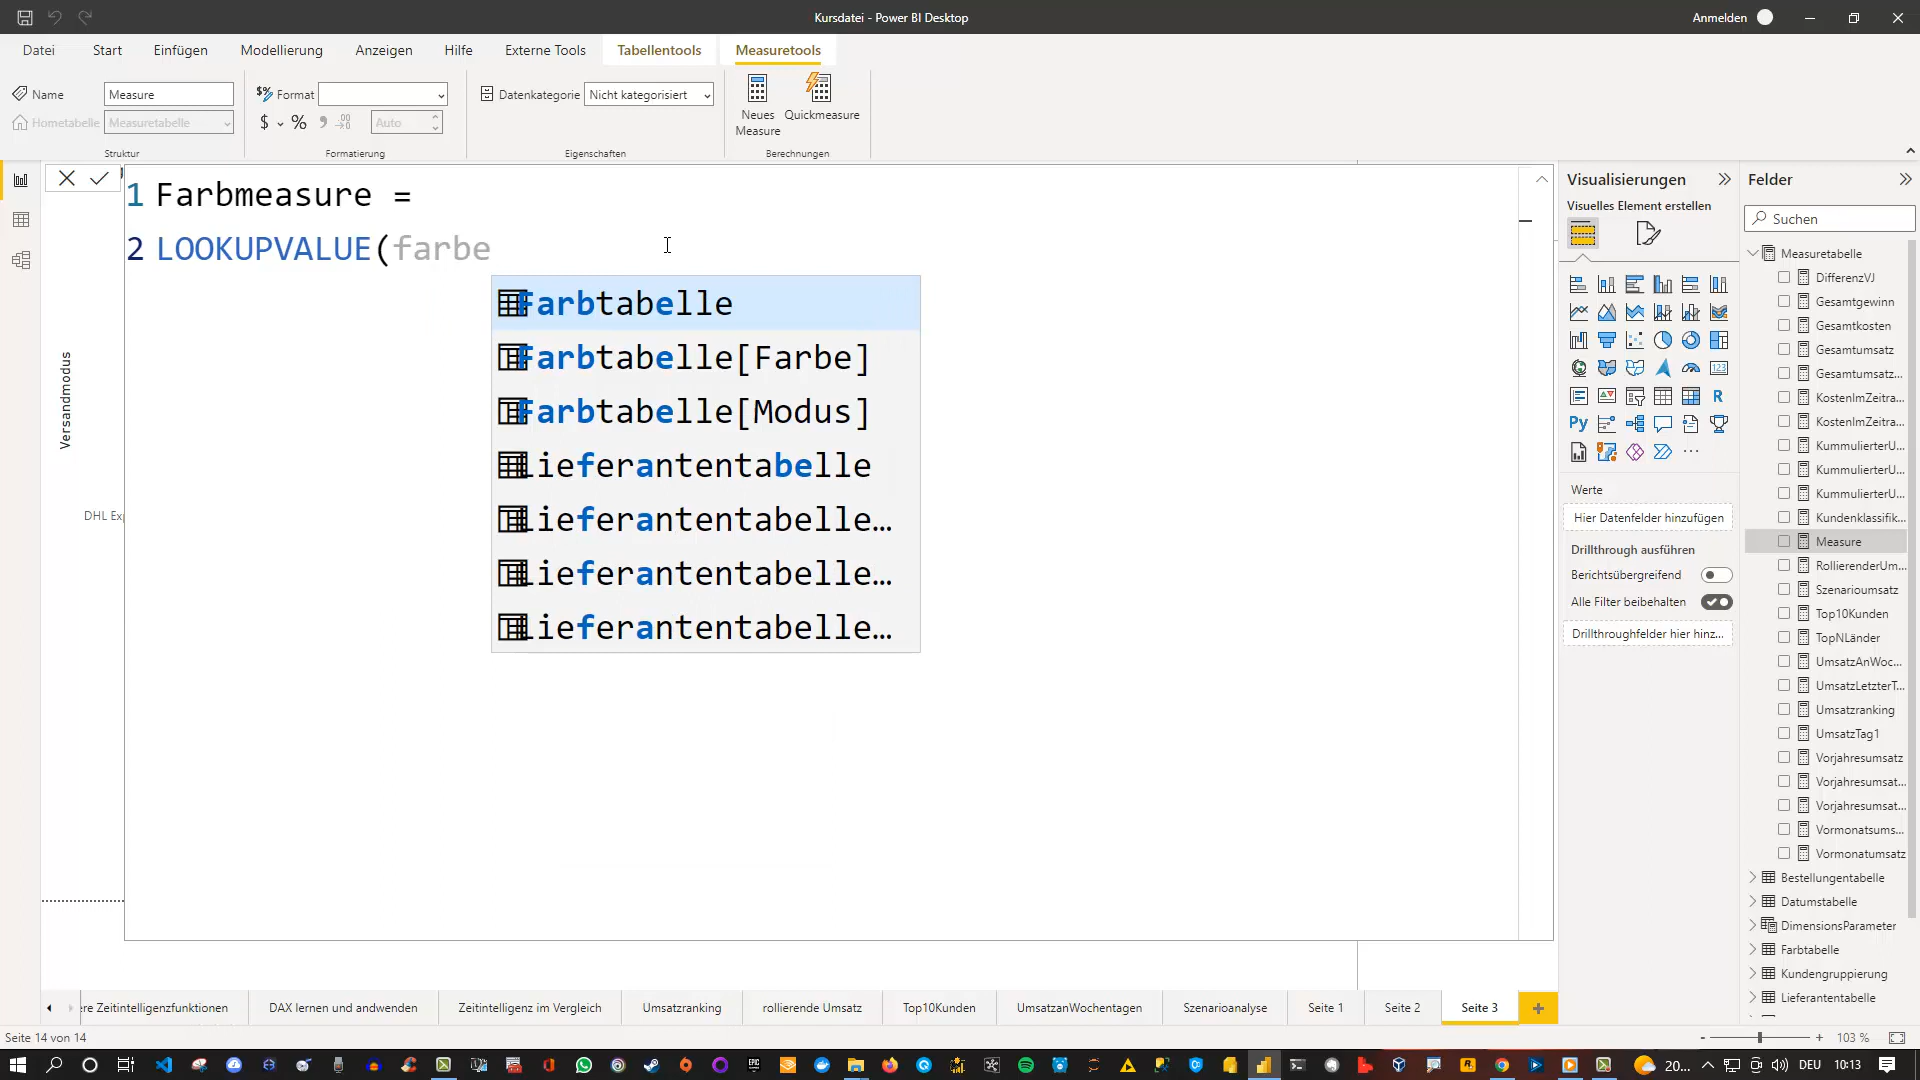 Kursdatei - Power BI Desktop
Anmelden
Datei
Start
Einfügen
Modellierung
Anzeigen
Hilfe
Externe Tools
Tabellentools
Measuretools
Name
Measure
Hometabelle
Measuretabelle
Struktur
Format
Auto
Formatierung
Datenkategorie
Nicht kategorisiert
Eigenschaften
Neues
Measure
Quickmeasure
Berechnungen
1 Farbmeasure =
2 LOOKUPVALUE(farbe
Farbtabelle
Farbtabelle[Farbe]
Farbtabelle[Modus]
Lieferantentabelle
Lieferantentabelle…
Lieferantentabelle…
Lieferantentabelle…
Versandmodus
DHL Exp
Visualisierungen
Visuelles Element erstellen
Werte
Hier Datenfelder hinzufügen
Drillthrough ausführen
Berichtsübergreifend
Alle Filter beibehalten
Drillthroughfelder hier hinz...
Felder
Suchen
Measuretabelle
DifferenzVJ
Gesamtgewinn
Gesamtkosten
Gesamtumsatz
Gesamtumsatz...
KostenImZeitra...
KostenImZeitra...
KummulierterU...
KummulierterU...
KummulierterU...
Kundenklassifik...
Measure
RollierenderUm...
Szenarioumsatz
Top10Kunden
TopNLänder
UmsatzAnWoc...
UmsatzLetzterT...
Umsatzranking
UmsatzTag1
Vorjahresumsatz
Vorjahresumsat...
Vorjahresumsat...
Vormonatsums...
Vormonatumsatz
Bestellungentabelle
Datumstabelle
DimensionsParameter
Farbtabelle
Kundengruppierung
Lieferantentabelle
ere Zeitintelligenzfunktionen
DAX lernen und andwenden
Zeitintelligenz im Vergleich
Umsatzranking
rollierende Umsatz
Top10Kunden
UmsatzanWochentagen
Szenarioanalyse
Seite 1
Seite 2
Seite 3
Seite 14 von 14
103 %
20...
DEU
10:13